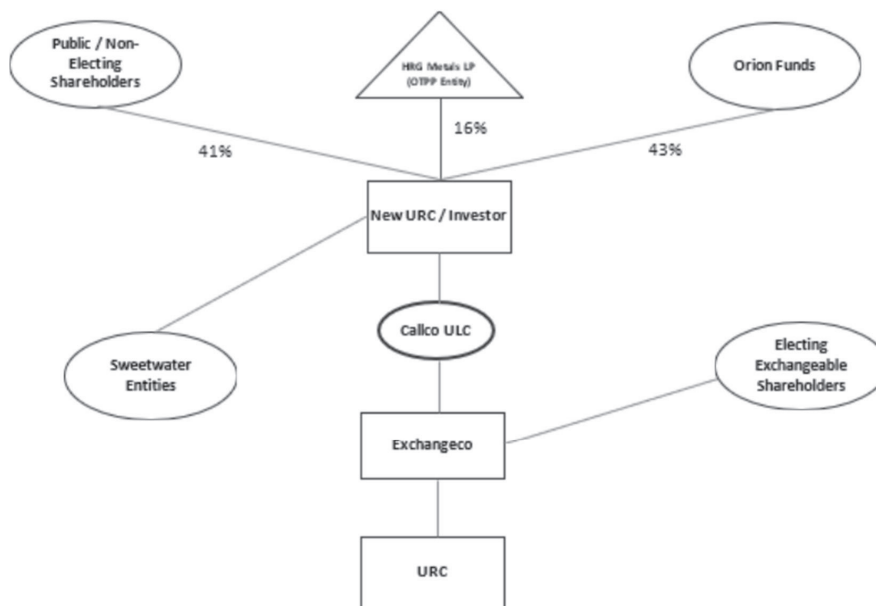 Public / Non-
Electing
Shareholders
HRG Metals LP
(OTPP Entity)
Orion Funds
41%
16%
43%
New URC / Investor
Callco ULC
Sweetwater
Entities
Electing
Exchangeable
Shareholders
Exchangeco
URC